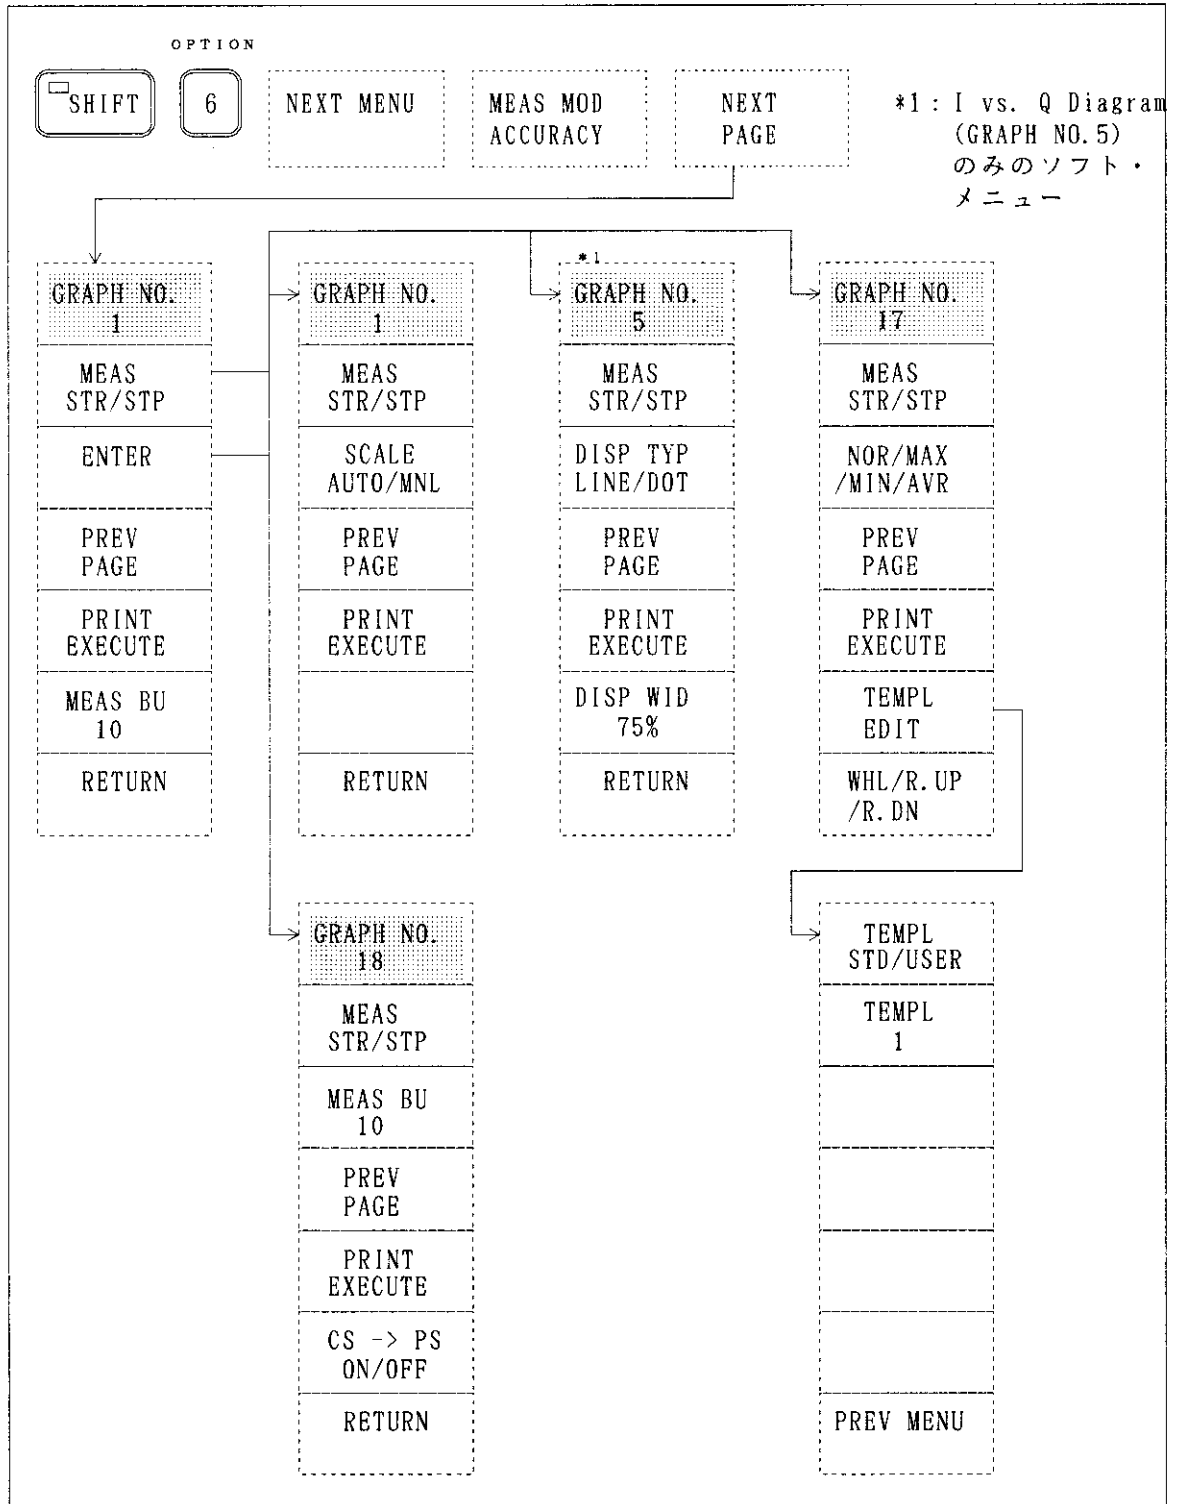 OPTION
SHIFT
6
NEXT MENU
MEAS MOD
ACCURACY
NEXT
PAGE
*1: I vs. Q Diagram
(GRAPH NO.5)
のみのソフト・
メニュー
GRAPH NO.
1
MEAS
STR/STP
ENTER
PREV
PAGE
PRINT
EXECUTE
MEAS BU
10
RETURN
GRAPH NO.
1
MEAS
STR/STP
SCALE
AUTO/MNL
PREV
PAGE
PRINT
EXECUTE
RETURN
*1
GRAPH NO.
5
MEAS
STR/STP
DISP TYP
LINE/DOT
PREV
PAGE
PRINT
EXECUTE
DISP WID
75%
RETURN
GRAPH NO.
17
MEAS
STR/STP
NOR/MAX
/MIN/AVR
PREV
PAGE
PRINT
EXECUTE
TEMPL
EDIT
WHL/R.UP
/R.DN
GRAPH NO.
18
MEAS
STR/STP
MEAS BU
10
PREV
PAGE
PRINT
EXECUTE
CS -> PS
ON/OFF
RETURN
TEMPL
STD/USER
TEMPL
1
PREV MENU